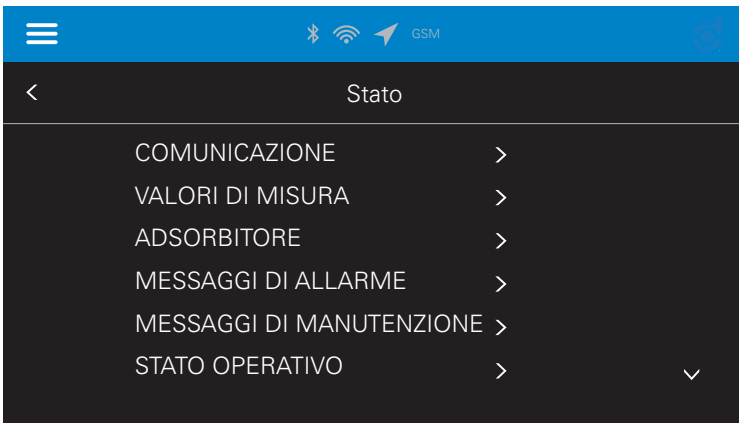 GSM
Stato
COMUNICAZIONE
VALORI DI MISURA
ADSORBITORE
MESSAGGI DI ALLARME
MESSAGGI DI MANUTENZIONE
STATO OPERATIVO